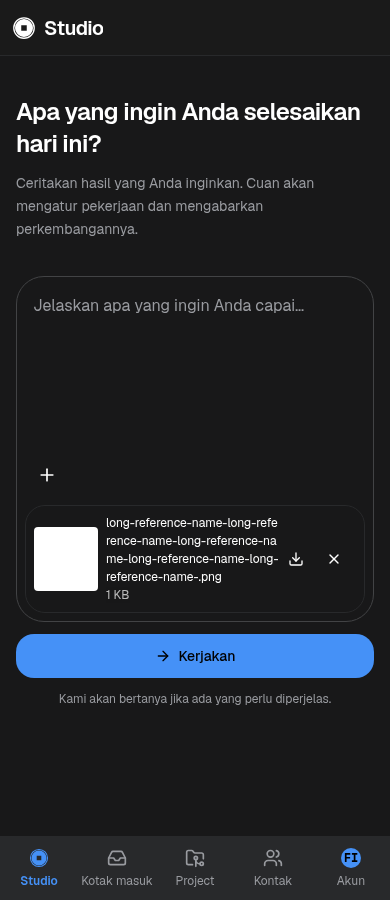 Studio
Apa yang ingin Anda selesaikan
hari ini?
Ceritakan hasil yang Anda inginkan. Cuan akan
mengatur pekerjaan dan mengabarkan
perkembangannya.
Jelaskan apa yang ingin Anda capai...
long-reference-name-long-refe
rence-name-long-reference-na
me-long-reference-name-long-
reference-name-.png
1 KB
Kerjakan
Kami akan bertanya jika ada yang perlu diperjelas.
FI
Studio Kotak masuk Project Kontak Akun